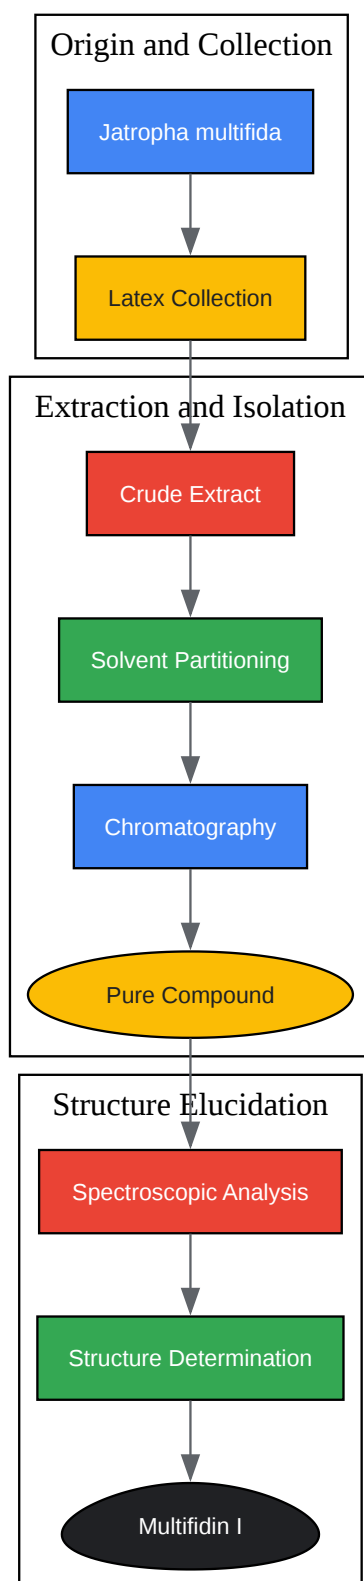 Origin and Collection
Jatropha multifida
Latex Collection
Extraction and Isolation
Crude Extract
Solvent Partitioning
Chromatography
Pure Compound
Structure Elucidation
Spectroscopic Analysis
Structure Determination
Multifidin I